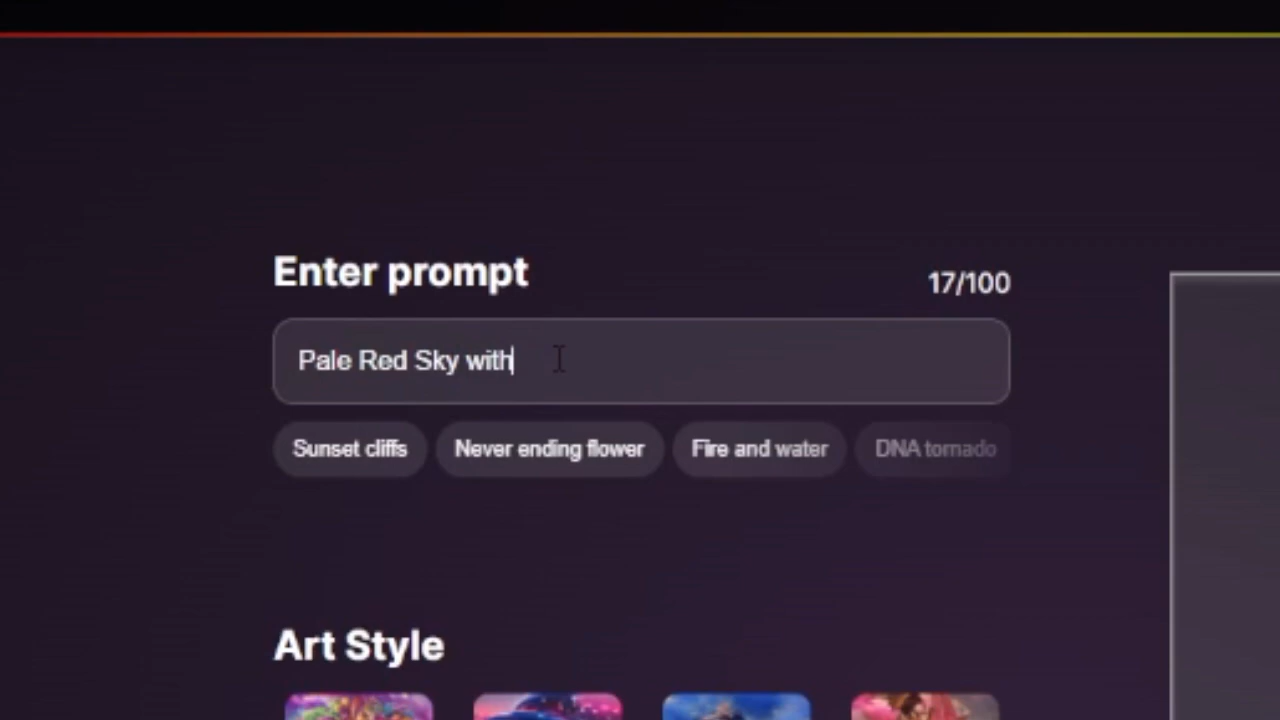 Enter prompt
17/100
Pale Red Sky with
Sunset cliffs Never ending flower Fire and water DNA tornado
Art Style